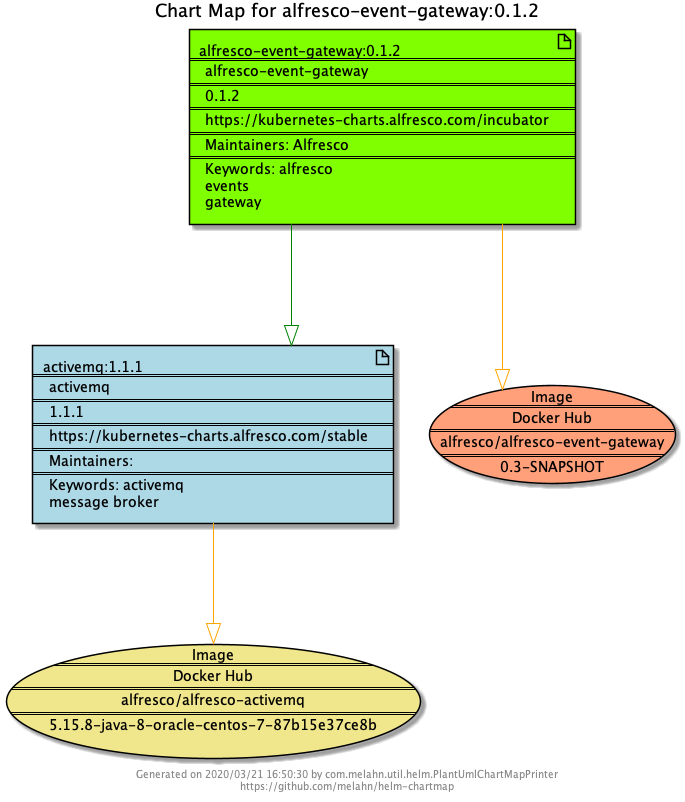 Chart Map for alfresco-event-gateway:0.1.2
alfresco-event-gateway:0.1.2
alfresco-event-gateway
0.1.2
https://kubernetes-charts.alfresco.com/incubator
Maintainers: Alfresco
Keywords: alfresco
events
gateway
activemq:1.1.1
activemq
1.1.1
https://kubernetes-charts.alfresco.com/stable
Maintainers:
Keywords: activemq
message broker
Image
Docker Hub
alfresco/alfresco-event-gateway
0.3-SNAPSHOT
Image
Docker Hub
alfresco/alfresco-activemq
5.15.8-java-8-oracle-centos-7-87b15e37ce8b
Generated on 2020/03/21 16:50:30 by com.melahn.util.helm.PlantUmlChartMapPrinter
https://github.com/melahn/helm-chartmap